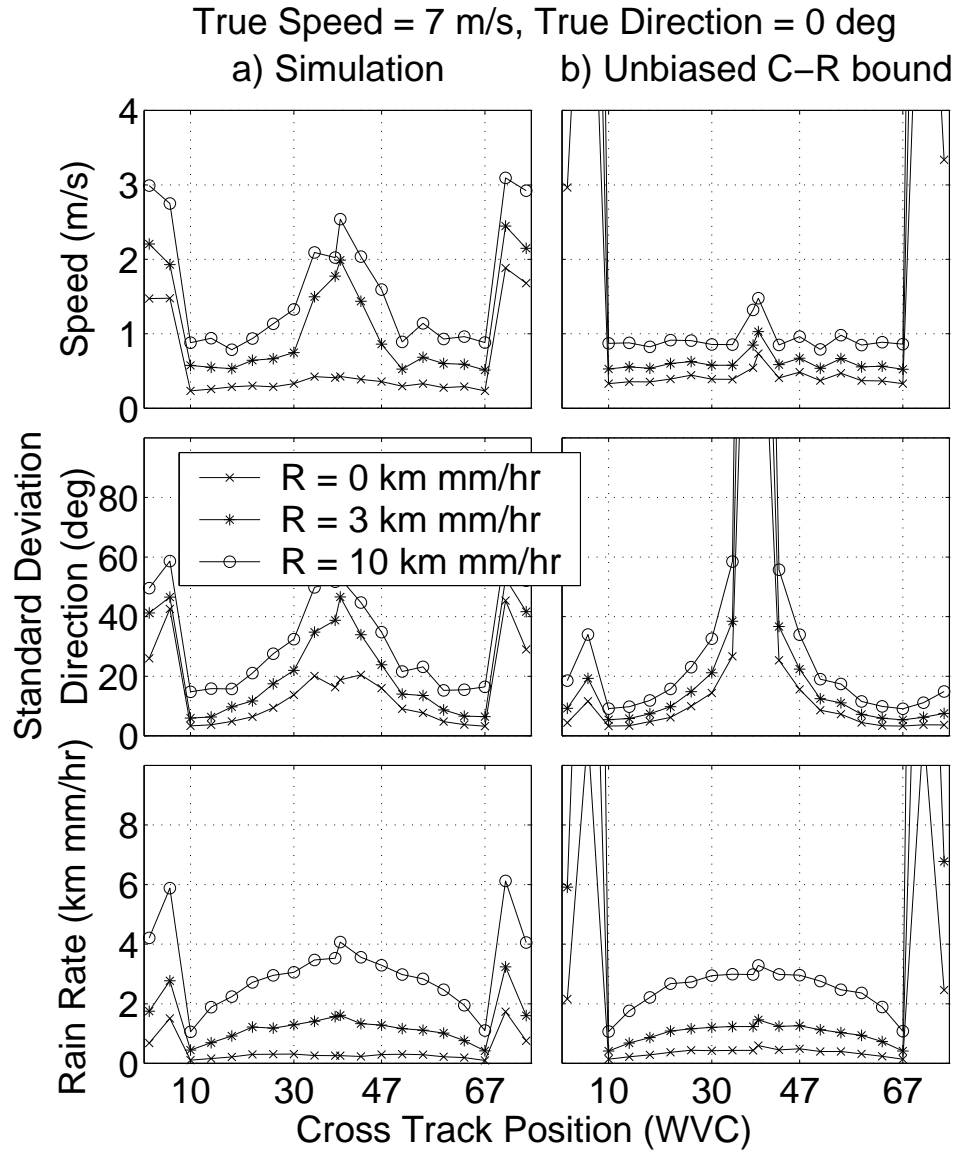 True Speed = 7 m/s, True Direction = 0 deg
a) Simulation
b) Unbiased C−R bound
Speed (m/s)
4
3
2
1
0
Standard Deviation
Direction (deg)
80
60
40
20
0
R = 0 km mm/hr
R = 3 km mm/hr
R = 10 km mm/hr
Rain Rate (km mm/hr)
8
6
4
2
0
10 30 47 67
10 30 47 67
Cross Track Position (WVC)